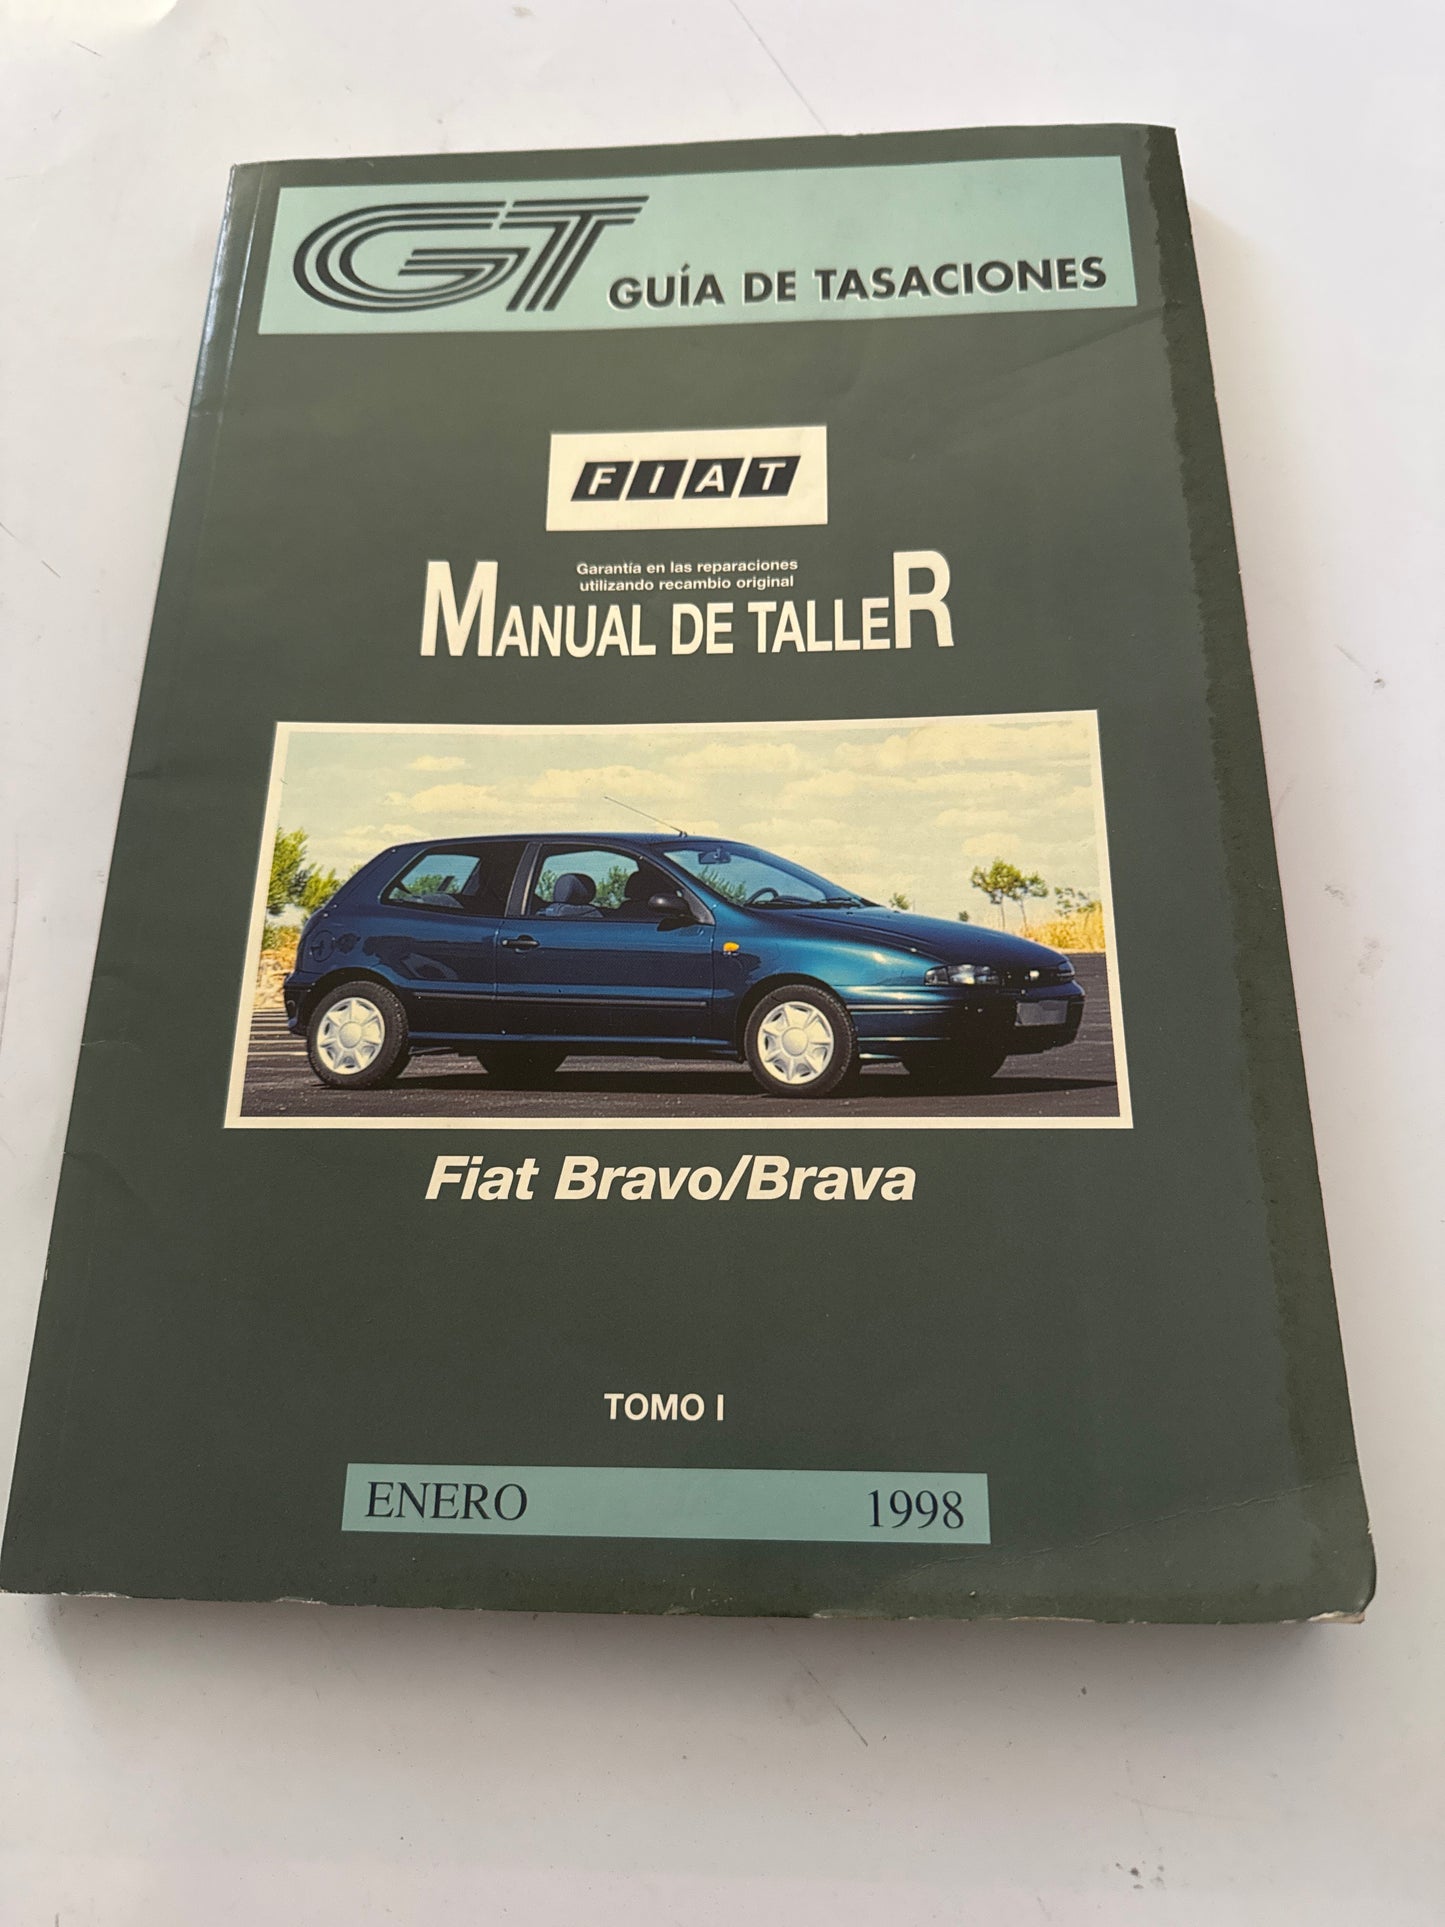 GT GUÍA DE TASACIONES
FIAT
Garantía en las reparaciones
utilizando recambio original
MANUAL DE TALLER
Fiat Bravo/Brava
TOMO I
ENERO 1998